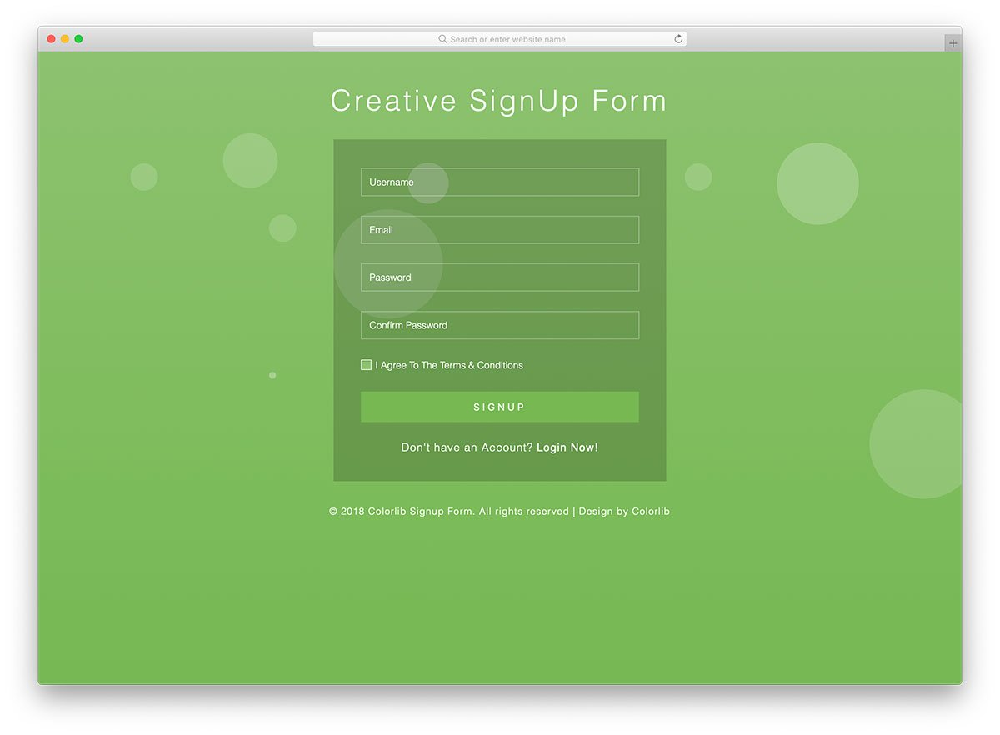 Search or enter website name
Creative SignUp Form
Username
Email
Password
Confirm Password
I Agree To The Terms & Conditions
SIGNUP
Don't have an Account? Login Now!
© 2018 Colorlib Signup Form. All rights reserved | Design by Colorlib